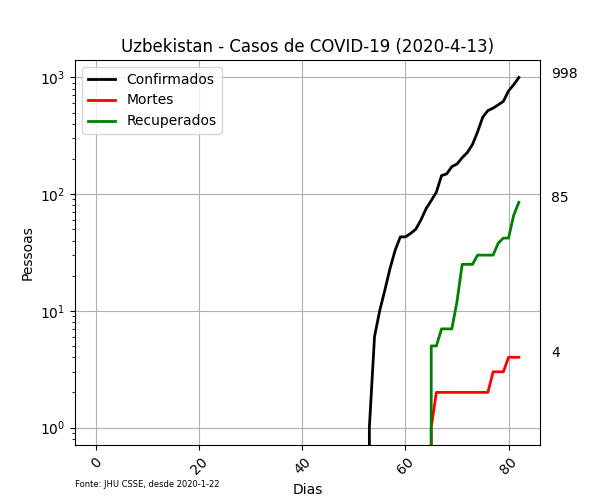 Uzbekistan - Casos de COVID-19 (2020-4-13)
Confirmados
Mortes
Recuperados
998
85
4
10³
10²
10¹
10⁰
Pessoas
0 20 40 60 80
Dias
Fonte: JHU CSSE, desde 2020-1-22